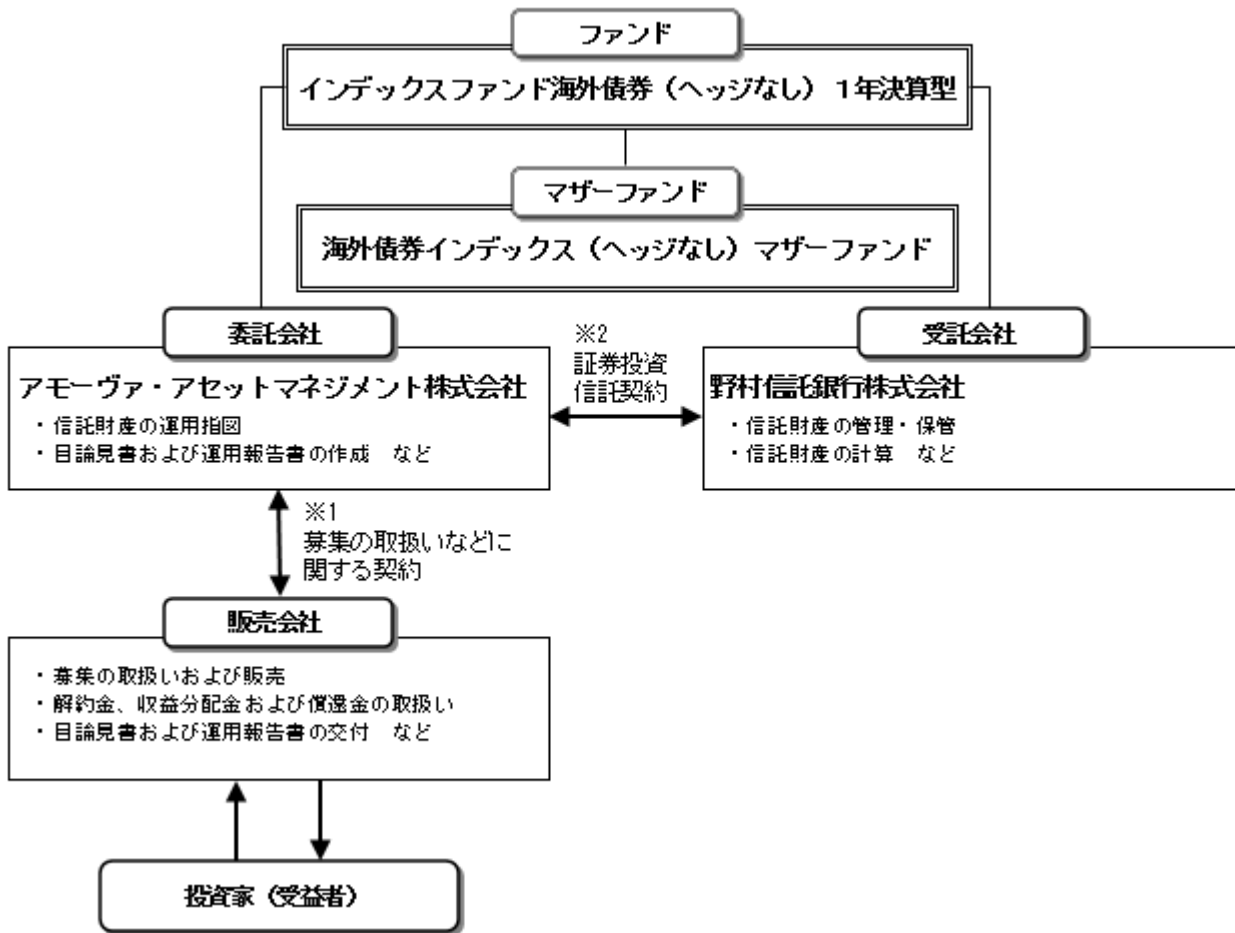 ファンド
インデックスファンド海外債券（ヘッジなし）１年決算型
マザーファンド
海外債券インデックス（ヘッジなし）マザーファンド
委託会社
アモーヴァ・アセットマネジメント株式会社
・信託財産の運用指図
・目論見書および運用報告書の作成　など
※2
証券投資
信託契約
受託会社
野村信託銀行株式会社
・信託財産の管理・保管
・信託財産の計算　など
※1
募集の取扱いなどに
関する契約
販売会社
・募集の取扱いおよび販売
・解約金、収益分配金および償還金の取扱い
・目論見書および運用報告書の交付　など
投資家（受益者）